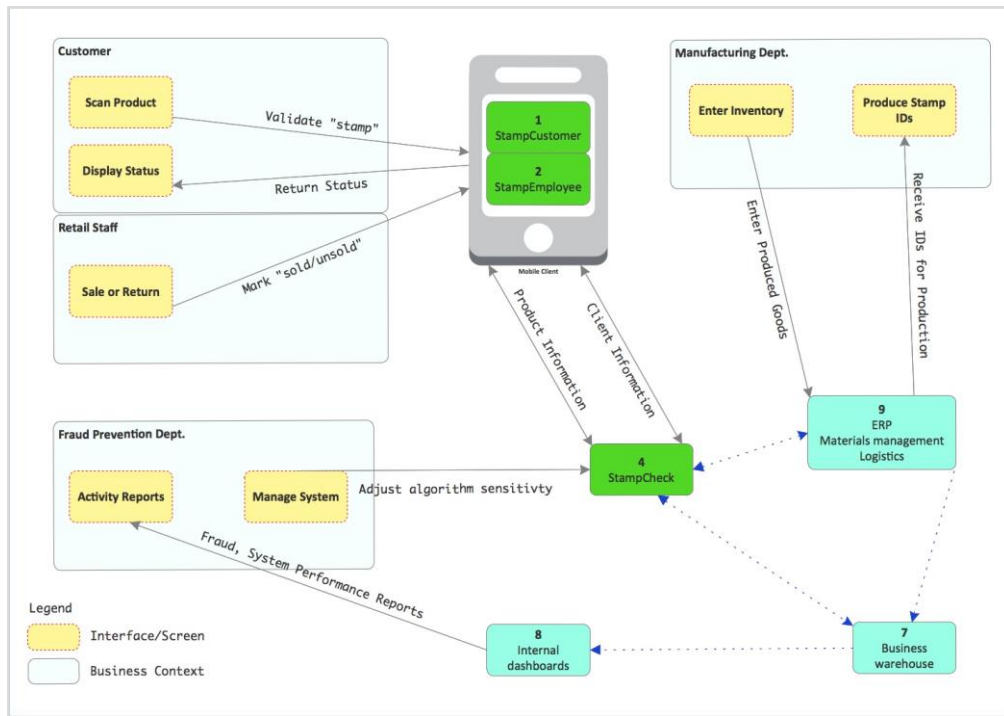 Customer
Scan Product
Display Status
Validate "stamp"
Return Status
Retail Staff
Sale or Return
Mark "sold/unsold"
1
StampCustomer
2
StampEmployee
Mobile Client
Manufacturing Dept.
Enter Inventory
Produce Stamp
IDs
Enter Produced Goods
Receive IDs for Production
Product Information
Client Information
9
ERP
Materials management
Logistics
Fraud Prevention Dept.
Activity Reports
Manage System
Adjust algorithm sensitivty
4
StampCheck
Fraud, System Performance Reports
8
Internal
dashboards
7
Business
warehouse
Legend
Interface/Screen
Business Context